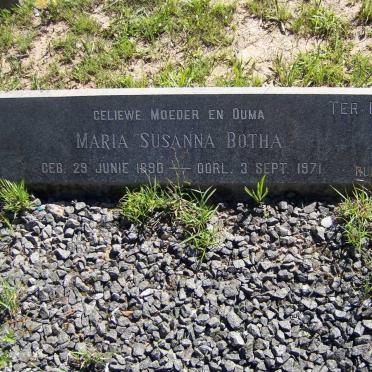 GELIEWE MOEDER EN OUMA
MARIA SUSANNA BOTHA
GEB. 29 JUNIE 1890 – OORL. 3 SEPT. 1971
TER